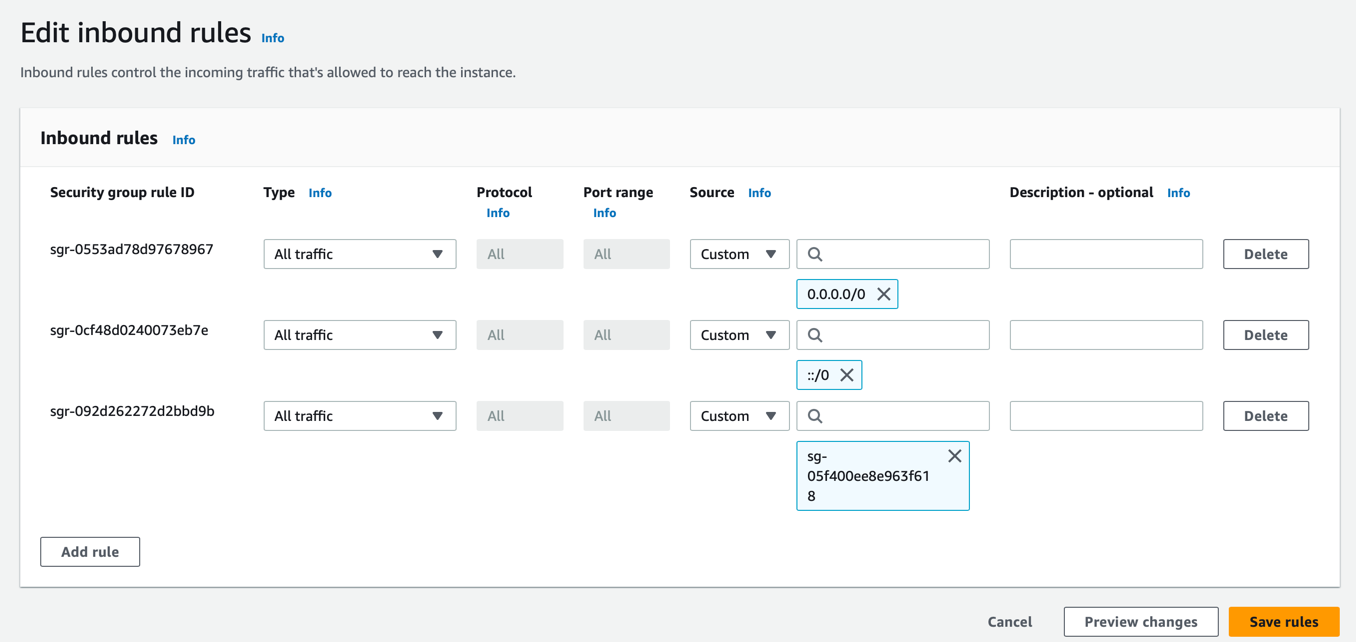 Edit inbound rules Info
Inbound rules control the incoming traffic that's allowed to reach the instance.
Inbound rules Info
Security group rule ID Type Info Protocol Info Port range Info Source Info Description - optional Info
sgr-0553ad78d97678967 All traffic All All Custom Delete
0.0.0.0/0
sgr-0cf48d0240073eb7e All traffic All All Custom Delete
::/0
sgr-092d262272d2bbd9b All traffic All All Custom Delete
sg-
05f400ee8e963f61
8
Add rule
Cancel Preview changes Save rules